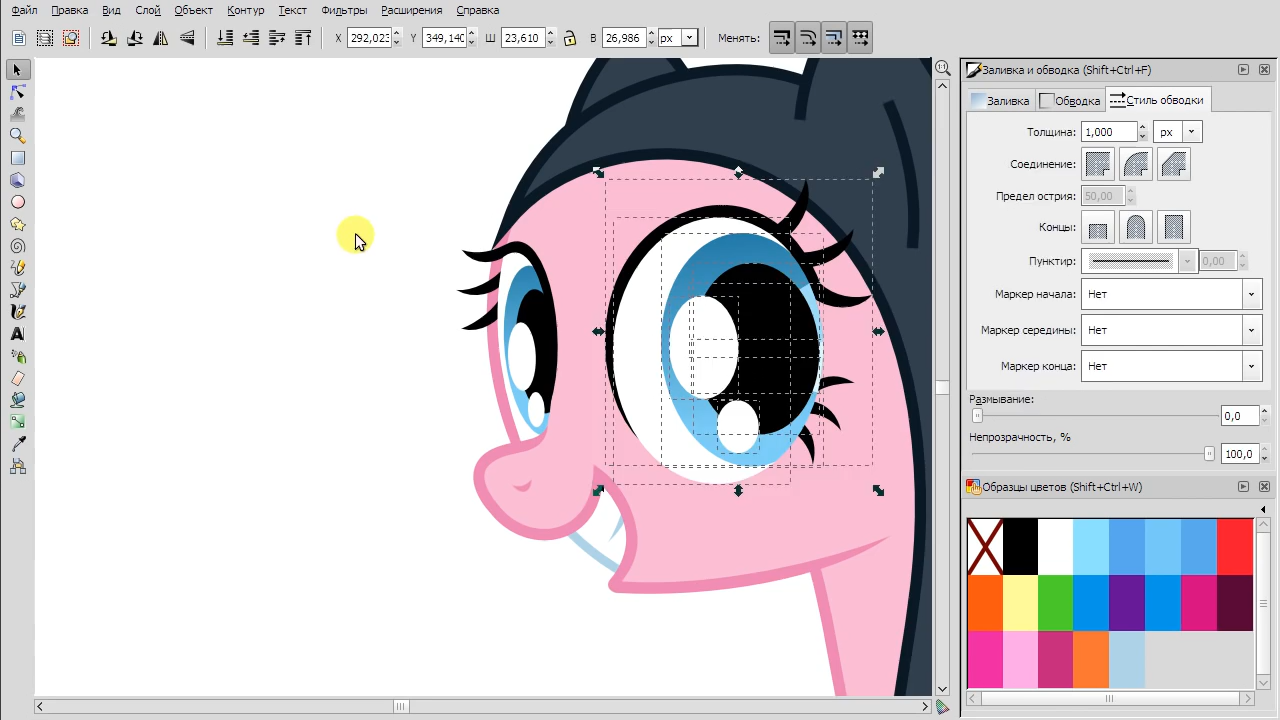 Файл Правка Вид Слой Объект Контур Текст Фильтры Расширения Справка
X 292,023 Y 349,140 Ш 23,610 В 26,986 px Менять:
Заливка и обводка (Shift+Ctrl+F)
Заливка Обводка Стиль обводки
Толщина: 1,000 px
Соединение:
Предел острия: 50,00
Концы:
Пунктир: 0,00
Маркер начала: Нет
Маркер середины: Нет
Маркер конца: Нет
Размывание:
0,0
Непрозрачность, %
100,0
Образцы цветов (Shift+Ctrl+W)